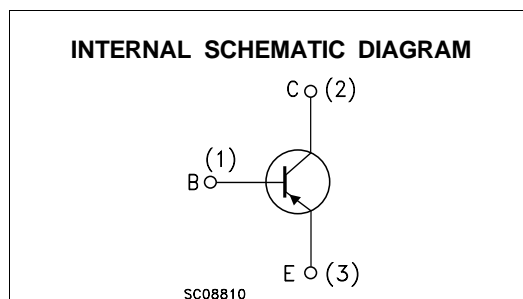 INTERNAL SCHEMATIC DIAGRAM
C (2)
(1)
B
E (3)
SC08810